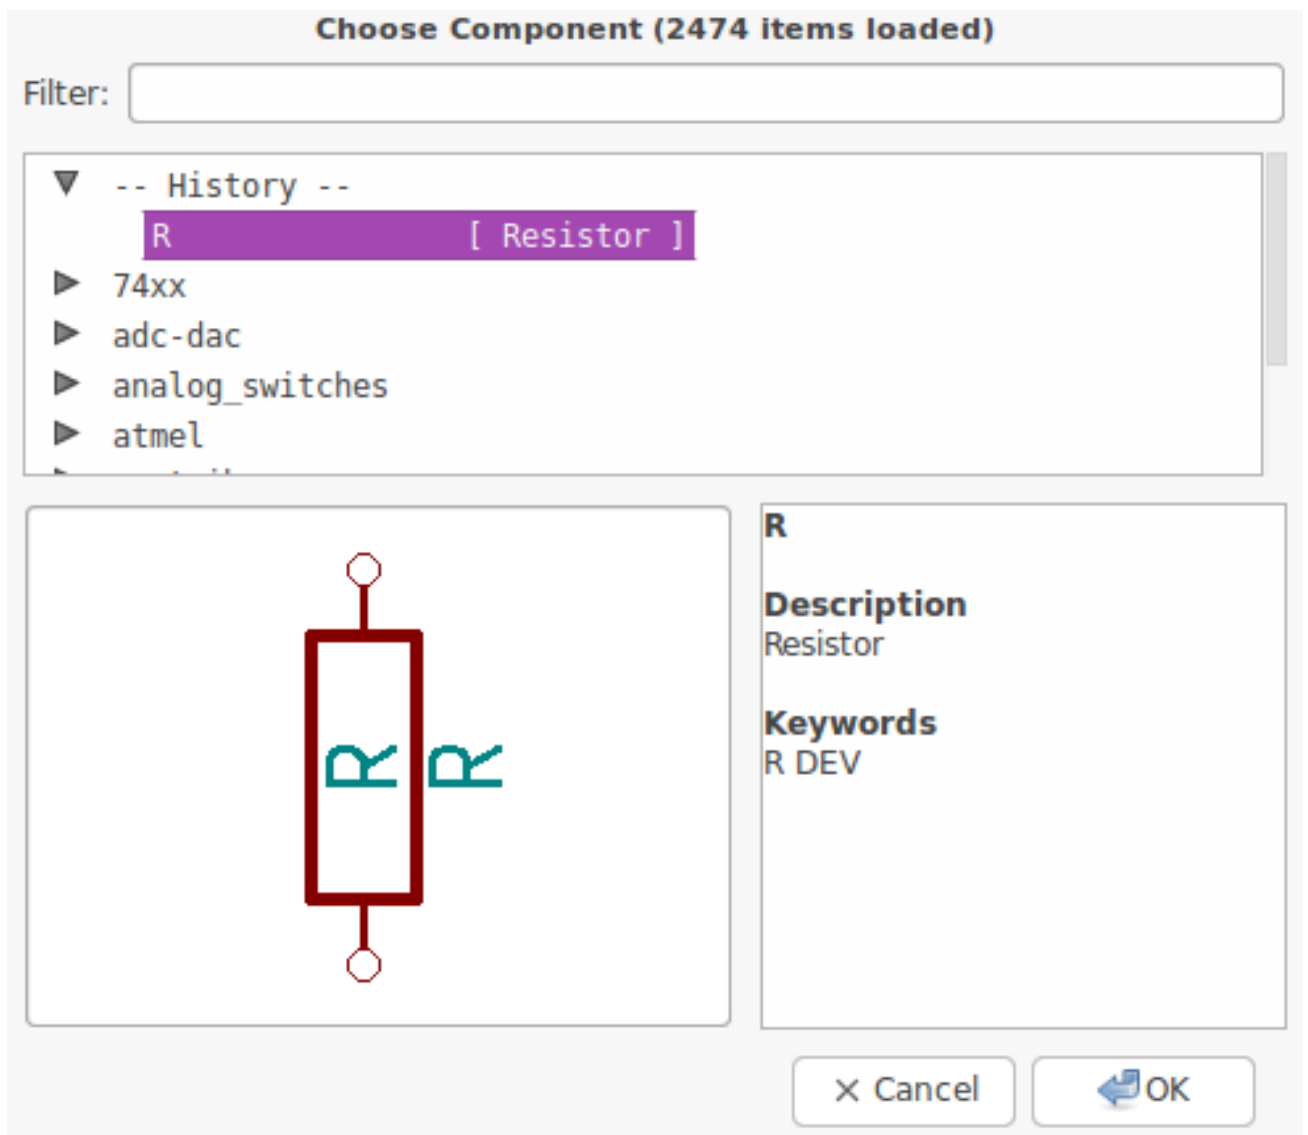 Choose Component (2474 items loaded)
Filter:
-- History --
R [ Resistor ]
74xx
adc-dac
analog_switches
atmel
R
R
R
Description
Resistor
Keywords
R DEV
Cancel
OK